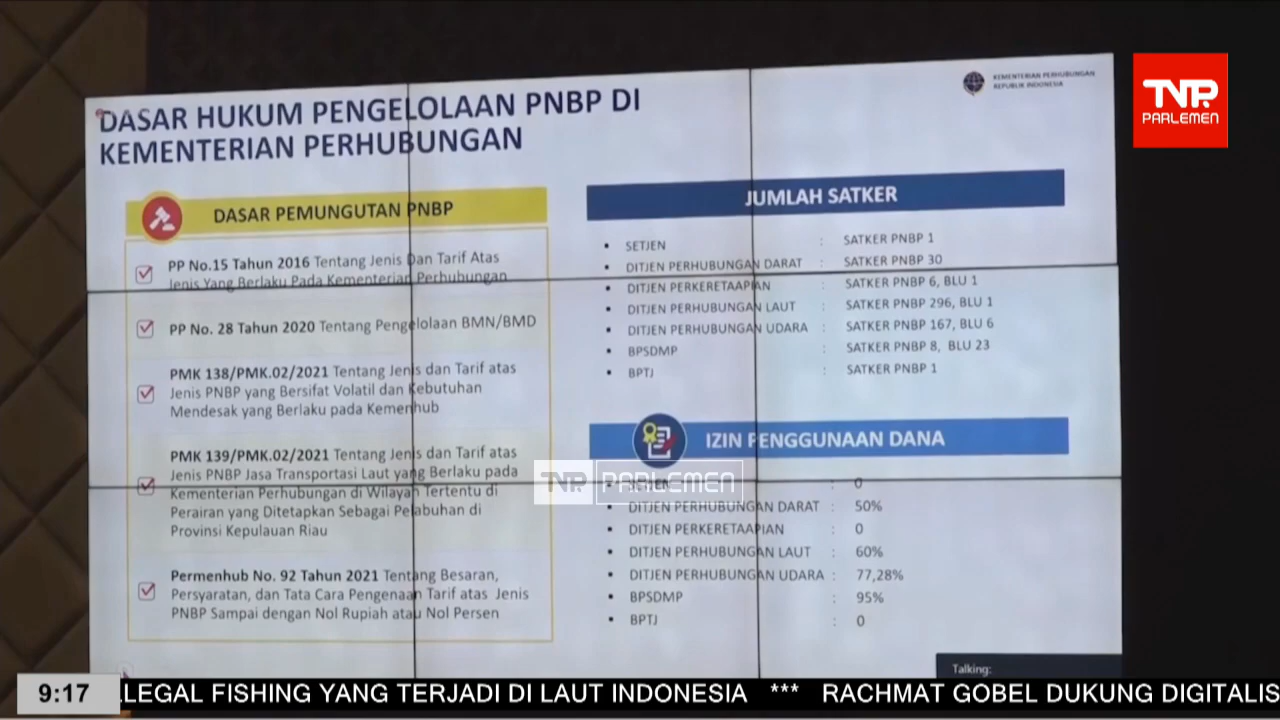 DASAR HUKUM PENGELOLAAN PNBP DI
KEMENTERIAN PERHUBUNGAN
KEMENTERIAN PERHUBUNGAN
REPUBLIK INDONESIA
TVR
PARLEMEN
DASAR PEMUNGUTAN PNBP
PP No.15 Tahun 2016 Tentang Jenis Dan Tarif Atas
Jenis Yang Berlaku Pada Kementerian Perhubungan
PP No. 28 Tahun 2020 Tentang Pengelolaan BMN/BMD
PMK 138/PMK.02/2021 Tentang Jenis dan Tarif atas
Jenis PNBP yang Bersifat Volatil dan Kebutuhan
Mendesak yang Berlaku pada Kemenhub
PMK 139/PMK.02/2021 Tentang Jenis dan Tarif atas
Jenis PNBP Jasa Transportasi Laut yang Berlaku pada
Kementerian Perhubungan di Wilayah Tertentu di
Perairan yang Ditetapkan Sebagai Pelabuhan di
Provinsi Kepulauan Riau
Permenhub No. 92 Tahun 2021 Tentang Besaran,
Persyaratan, dan Tata Cara Pengenaan Tarif atas Jenis
PNBP Sampai dengan Nol Rupiah atau Nol Persen
JUMLAH SATKER
• SETJEN : SATKER PNBP 1
• DITJEN PERHUBUNGAN DARAT : SATKER PNBP 30
• DITJEN PERKERETAAPIAN : SATKER PNBP 6, BLU 1
• DITJEN PERHUBUNGAN LAUT : SATKER PNBP 296, BLU 1
• DITJEN PERHUBUNGAN UDARA : SATKER PNBP 167, BLU 6
• BPSDMP : SATKER PNBP 8, BLU 23
• BPTJ : SATKER PNBP 1
IZIN PENGGUNAAN DANA
• SETJEN : 0
• DITJEN PERHUBUNGAN DARAT : 50%
• DITJEN PERKERETAAPIAN : 0
• DITJEN PERHUBUNGAN LAUT : 60%
• DITJEN PERHUBUNGAN UDARA : 77,28%
• BPSDMP : 95%
• BPTJ : 0
TVR PARLEMEN
Talking:
9:17
LEGAL FISHING YANG TERJADI DI LAUT INDONESIA *** RACHMAT GOBEL DUKUNG DIGITALIS